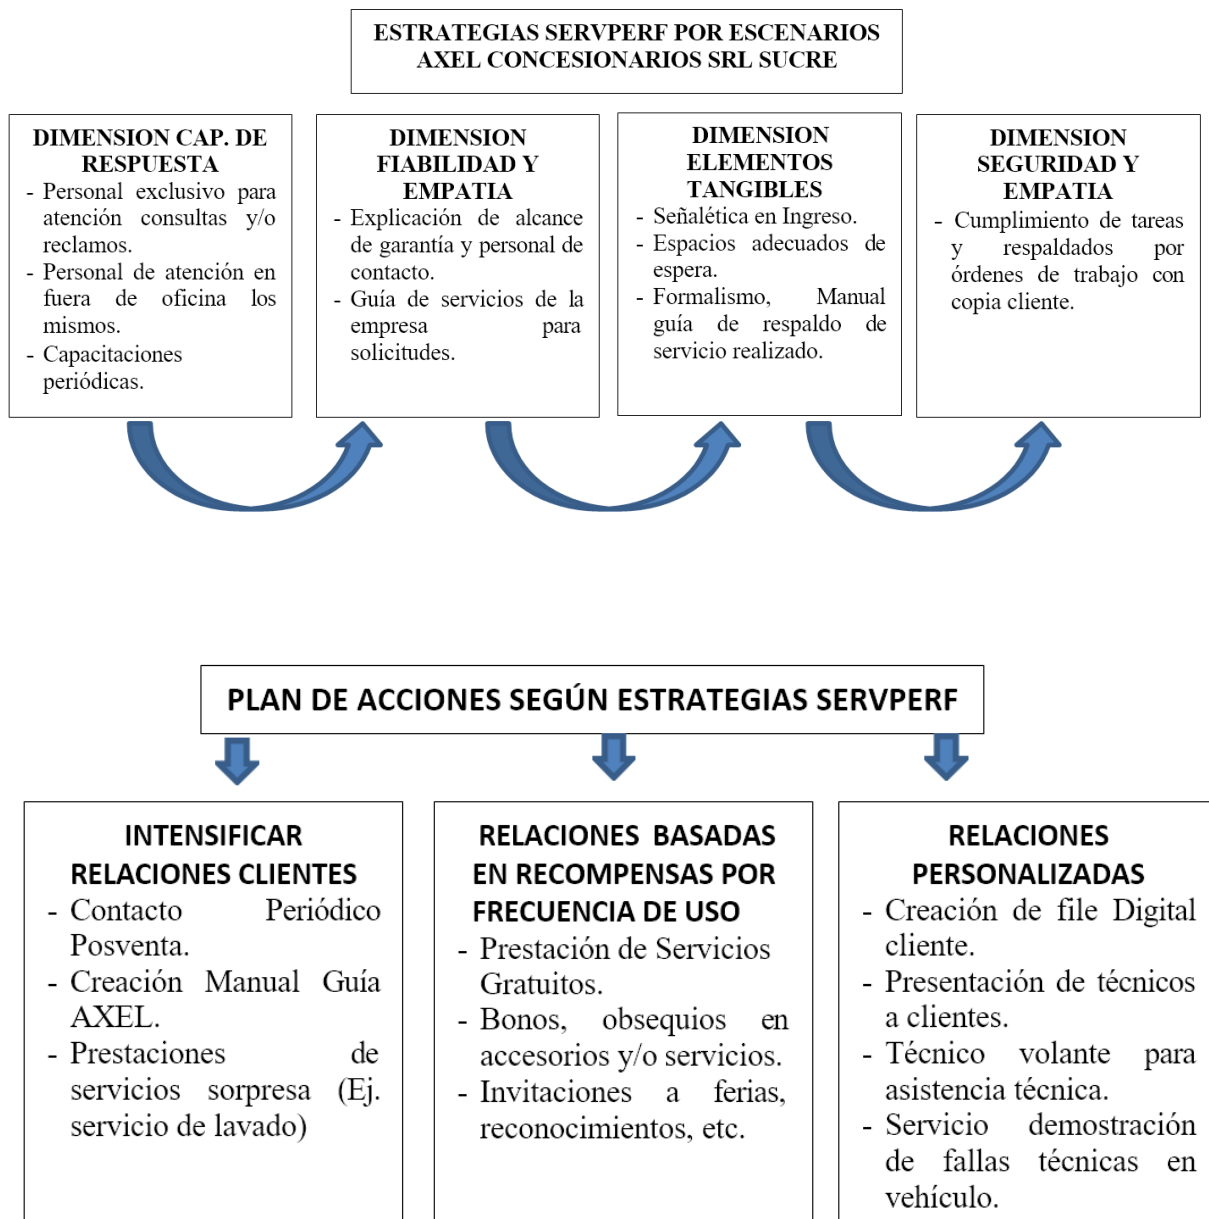 ESTRATEGIAS SERVPERF POR ESCENARIOS
AXEL CONCESIONARIOS SRL SUCRE
DIMENSION CAP. DE
RESPUESTA
- Personal exclusivo para
atención consultas y/o
reclamos.
- Personal de atención en
fuera de oficina los
mismos.
- Capacitaciones
periódicas.
DIMENSION
FIABILIDAD Y
EMPATIA
- Explicación de alcance
de garantía y personal de
contacto.
- Guía de servicios de la
empresa para
solicitudes.
DIMENSION
ELEMENTOS
TANGIBLES
- Señalética en Ingreso.
- Espacios adecuados de
espera.
- Formalismo, Manual
guía de respaldo de
servicio realizado.
DIMENSION
SEGURIDAD Y
EMPATIA
- Cumplimiento de tareas
y respaldados por
órdenes de trabajo con
copia cliente.
PLAN DE ACCIONES SEGÚN ESTRATEGIAS SERVPERF
INTENSIFICAR
RELACIONES CLIENTES
- Contacto Periódico
Posventa.
- Creación Manual Guía
AXEL.
- Prestaciones de
servicios sorpresa (Ej.
servicio de lavado)
RELACIONES BASADAS
EN RECOMPENSAS POR
FRECUENCIA DE USO
- Prestación de Servicios
Gratuitos.
- Bonos, obsequios en
accesorios y/o servicios.
- Invitaciones a ferias,
reconocimientos, etc.
RELACIONES
PERSONALIZADAS
- Creación de file Digital
cliente.
- Presentación de técnicos
a clientes.
- Técnico volante para
asistencia técnica.
- Servicio demostración
de fallas técnicas en
vehículo.